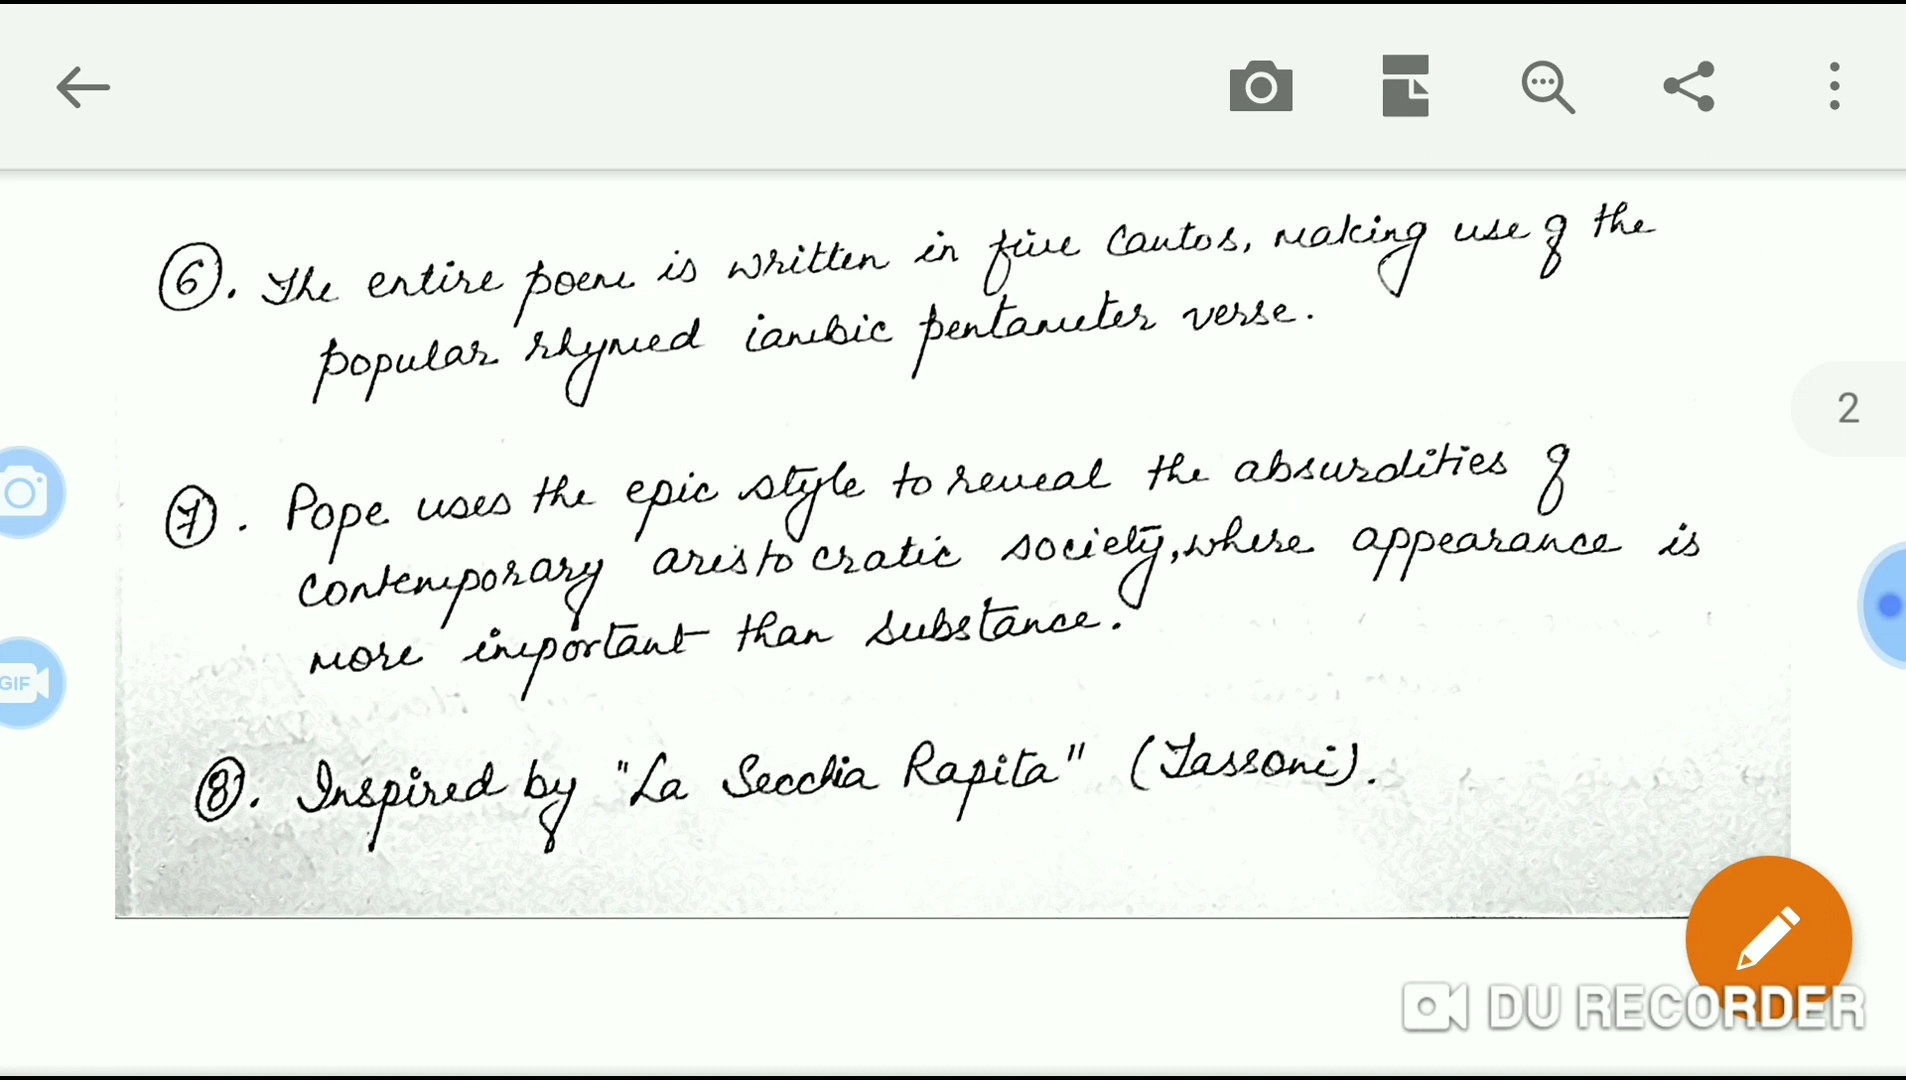 6. The entire poem is written in five Cantos, making use of the
popular rhymed iambic pentameter verse.
2
7. Pope uses the epic style to reveal the absurdities of
contemporary aristocratic society, where appearance is
more important than substance.
GIF
8. Inspired by "La Secchia Rapita" (Tassoni).
DU RECORDER